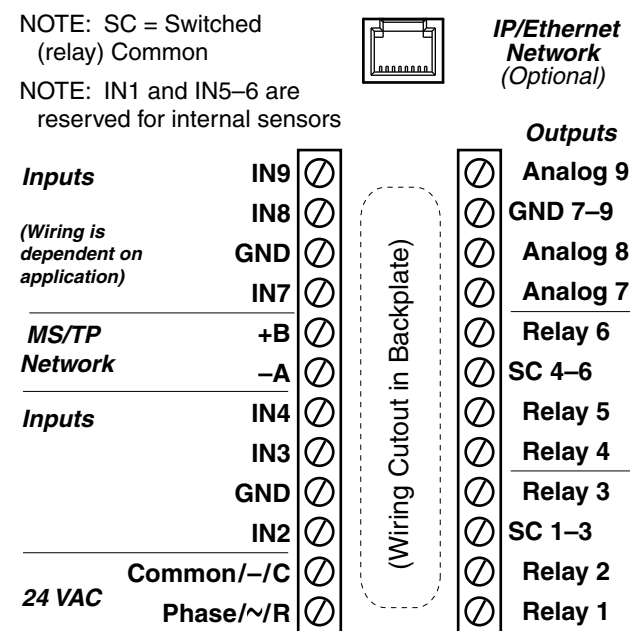 NOTE: SC = Switched
(relay) Common
NOTE: IN1 and IN5–6 are
reserved for internal sensors
IP/Ethernet
Network
(Optional)
Outputs
Inputs
(Wiring is
dependent on
application)
IN9
IN8
GND
IN7
MS/TP
Network
+B
–A
Inputs
IN4
IN3
GND
IN2
24 VAC
Common/–/C
Phase/~/R
(Wiring Cutout in Backplate)
Analog 9
GND 7–9
Analog 8
Analog 7
Relay 6
SC 4–6
Relay 5
Relay 4
Relay 3
SC 1–3
Relay 2
Relay 1